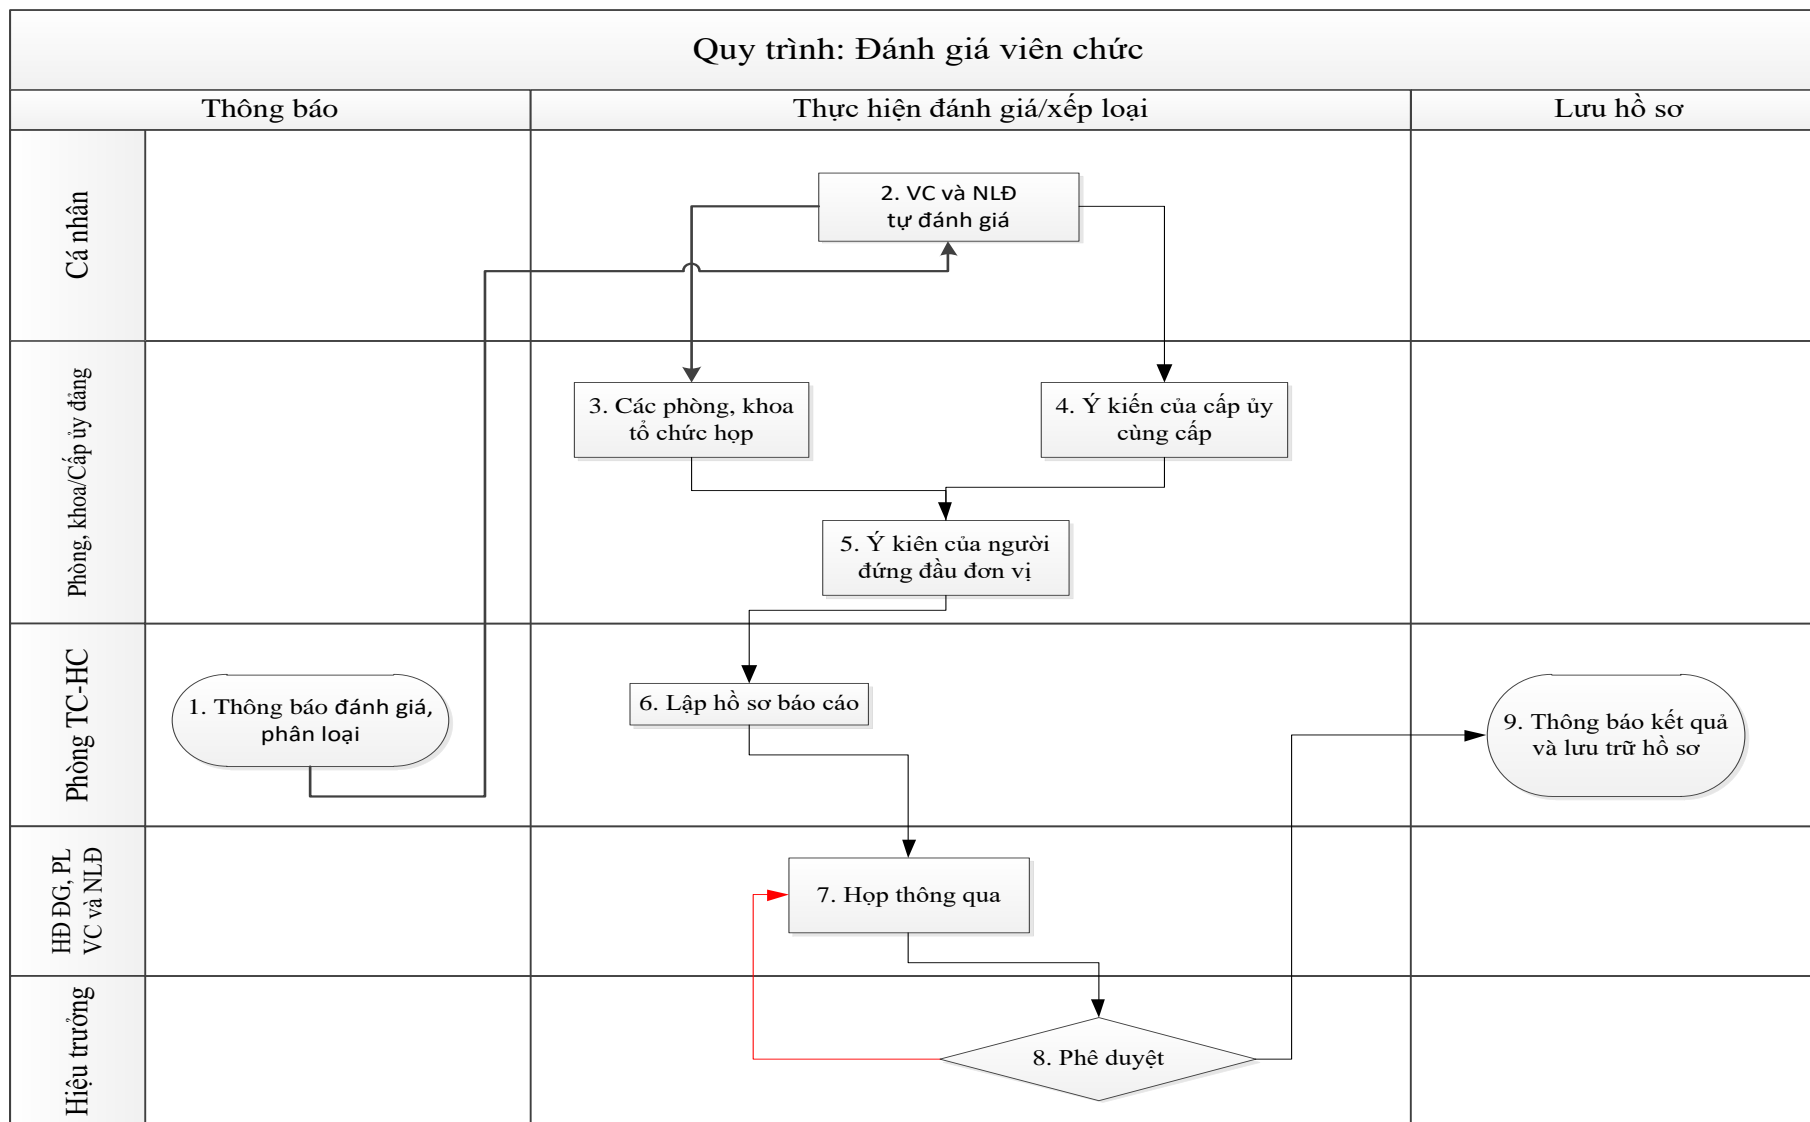 Quy trình: Đánh giá viên chức
Thông báo
Thực hiện đánh giá/xếp loại
Lưu hồ sơ
Cá nhân
2. VC và NLĐ
tự đánh giá
Phòng, khoa/Cấp ủy đảng
3. Các phòng, khoa
tổ chức họp
4. Ý kiến của cấp ủy
cùng cấp
5. Ý kiên của người
đứng đầu đơn vị
Phòng TC-HC
1. Thông báo đánh giá,
phân loại
6. Lập hồ sơ báo cáo
9. Thông báo kết quả
và lưu trữ hồ sơ
HĐ ĐG, PL
VC và NLĐ
7. Họp thông qua
Hiệu trưởng
8. Phê duyệt